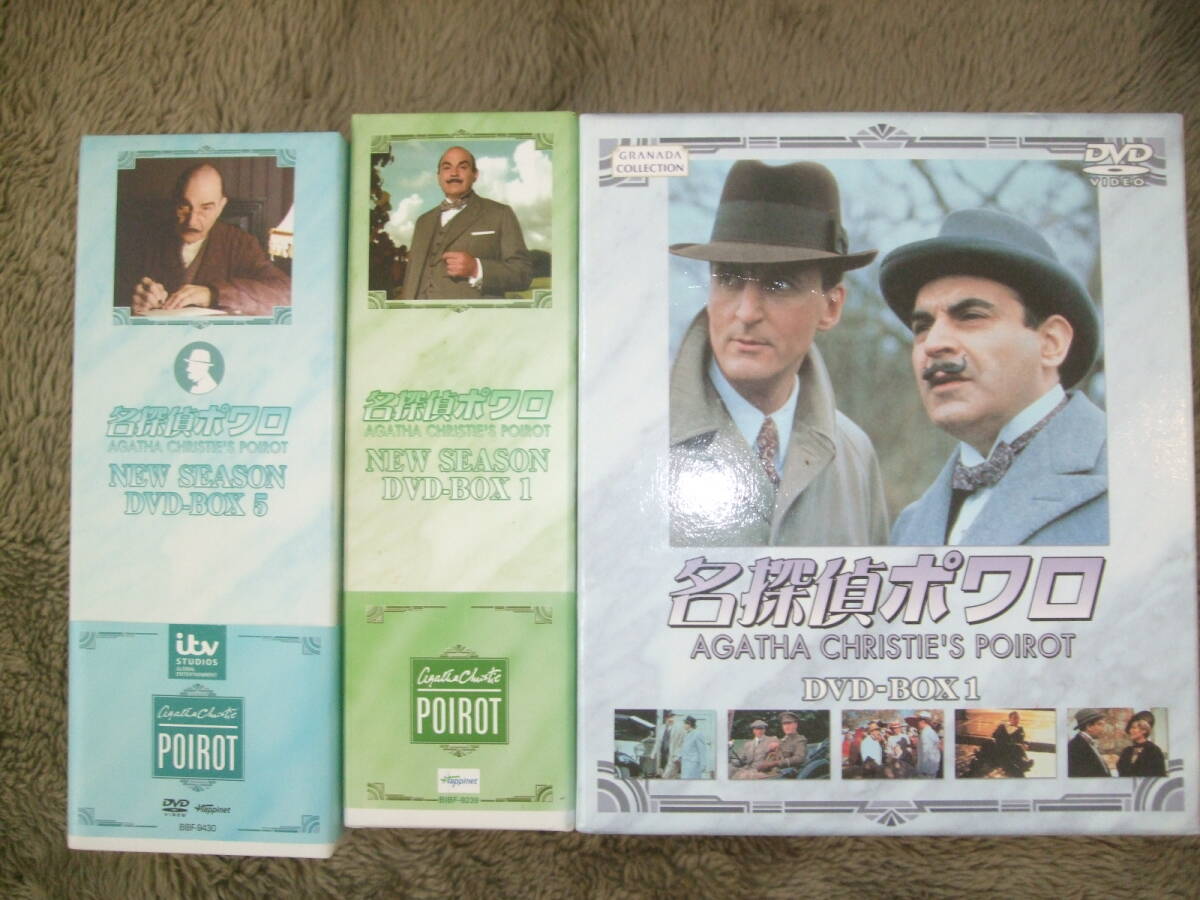 名探偵ポワロ
AGATHA CHRISTIE'S POIROT
NEW SEASON
DVD-BOX 5
itv
STUDIOS
GLOBAL
ENTERTAINMENT
Agatha Christie
POIROT
DVD
VIDEO
Happinet
BBF-9430
名探偵ポワロ
AGATHA CHRISTIE'S POIROT
NEW SEASON
DVD-BOX 1
Agatha Christie
POIROT
Happinet
GRANADA
COLLECTION
DVD
VIDEO
名探偵ポワロ
AGATHA CHRISTIE'S POIROT
DVD-BOX 1